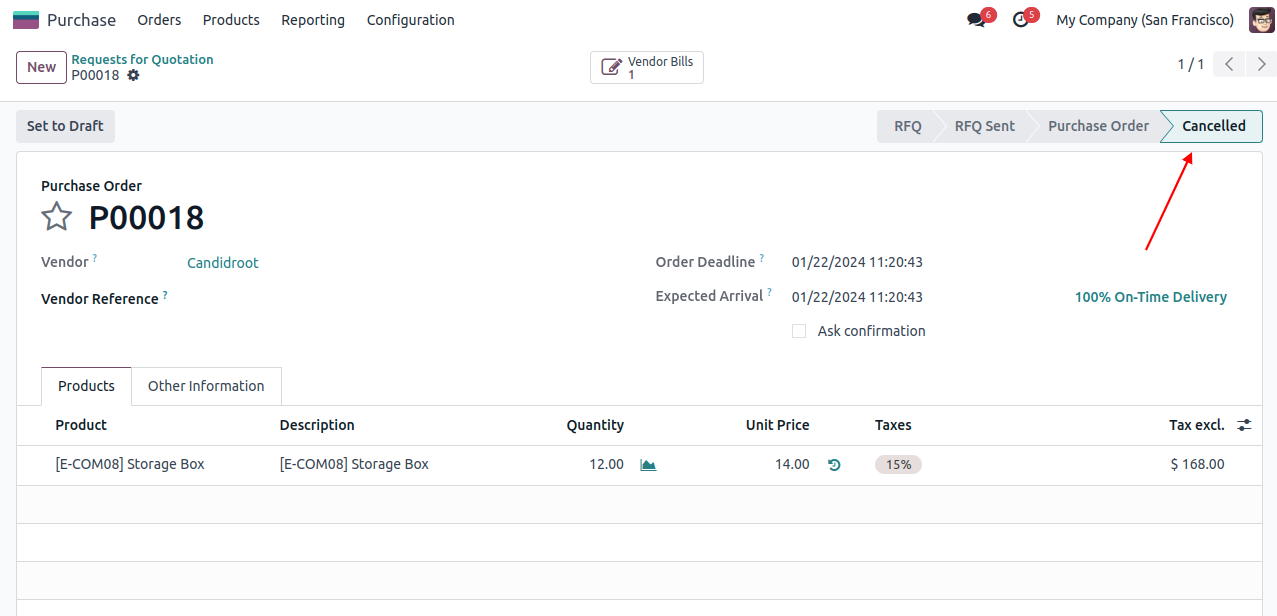 Purchase Orders Products Reporting Configuration 6 5 My Company (San Francisco)
New Requests for Quotation Vendor Bills 1 / 1
P00018 1
Set to Draft RFQ RFQ Sent Purchase Order Cancelled
Purchase Order
P00018
Vendor ? Candidroot Order Deadline ? 01/22/2024 11:20:43
Vendor Reference ? Expected Arrival ? 01/22/2024 11:20:43 100% On-Time Delivery
Ask confirmation
Products Other Information
Product Description Quantity Unit Price Taxes Tax excl.
[E-COM08] Storage Box [E-COM08] Storage Box 12.00 14.00 15% $ 168.00